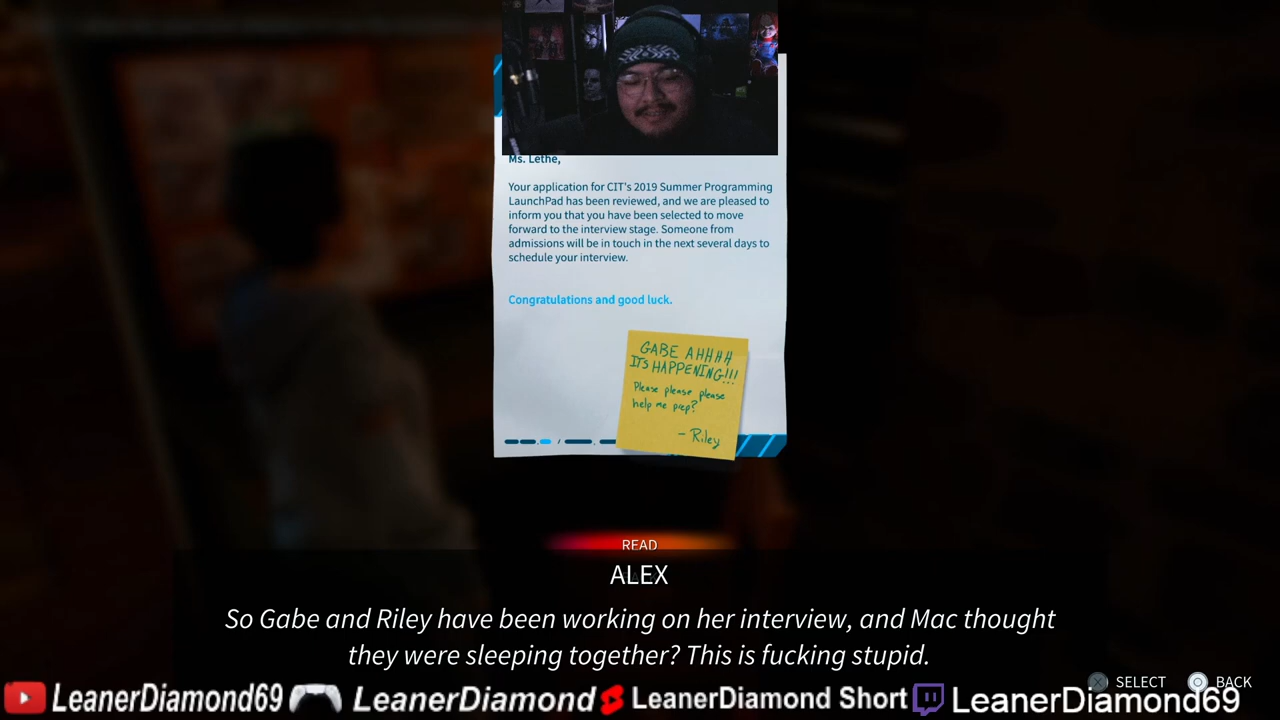 Ms. Lethe,
Your application for CIT's 2019 Summer Programming
LaunchPad has been reviewed, and we are pleased to
inform you that you have been selected to move
forward to the interview stage. Someone from
admissions will be in touch in the next several days to
schedule your interview.
Congratulations and good luck.
GABE AHHHH
ITS HAPPENING!!!
Please please please
help me prep?
- Riley
READ
ALEX
So Gabe and Riley have been working on her interview, and Mac thought
they were sleeping together? This is fucking stupid.
SELECT BACK
LeanerDiamond69 LeanerDiamond LeanerDiamond Short LeanerDiamond69